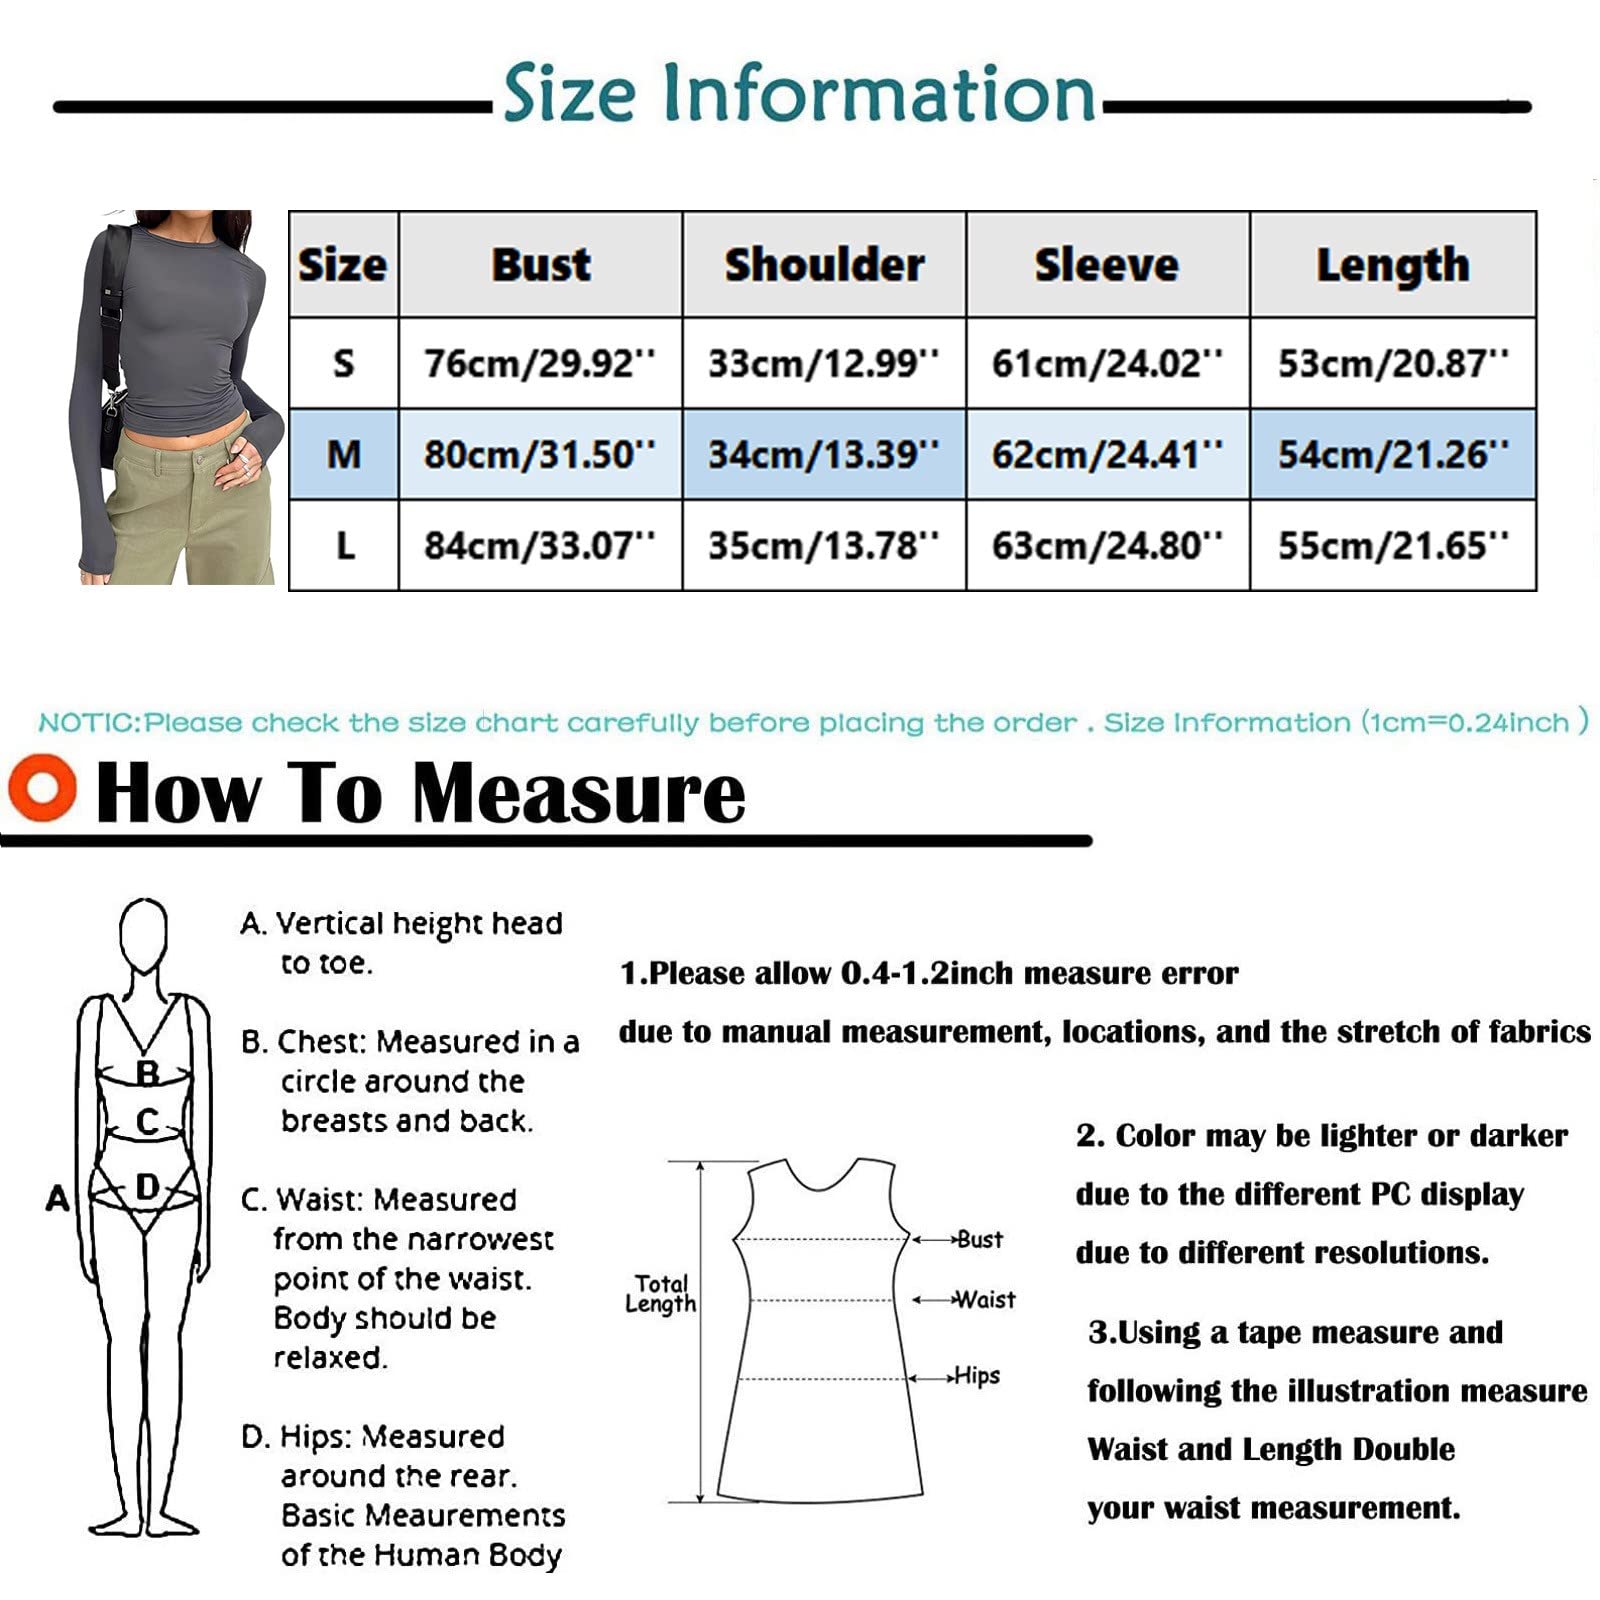 Size Information
Size Bust Shoulder Sleeve Length
S 76cm/29.92'' 33cm/12.99'' 61cm/24.02'' 53cm/20.87''
M 80cm/31.50'' 34cm/13.39'' 62cm/24.41'' 54cm/21.26''
L 84cm/33.07'' 35cm/13.78'' 63cm/24.80'' 55cm/21.65''
NOTIC:Please check the size chart carefully before placing the order . Size Information (1cm=0.24inch )
How To Measure
A
B
C
D
A. Vertical height head
to toe.
B. Chest: Measured in a
circle around the
breasts and back.
C. Waist: Measured
from the narrowest
point of the waist.
Body should be
relaxed.
D. Hips: Measured
around the rear.
Basic Meaurements
of the Human Body
1.Please allow 0.4-1.2inch measure error
due to manual measurement, locations, and the stretch of fabrics
Total
Length
Bust
Waist
Hips
2. Color may be lighter or darker
due to the different PC display
due to different resolutions.
3.Using a tape measure and
following the illustration measure
Waist and Length Double
your waist measurement.